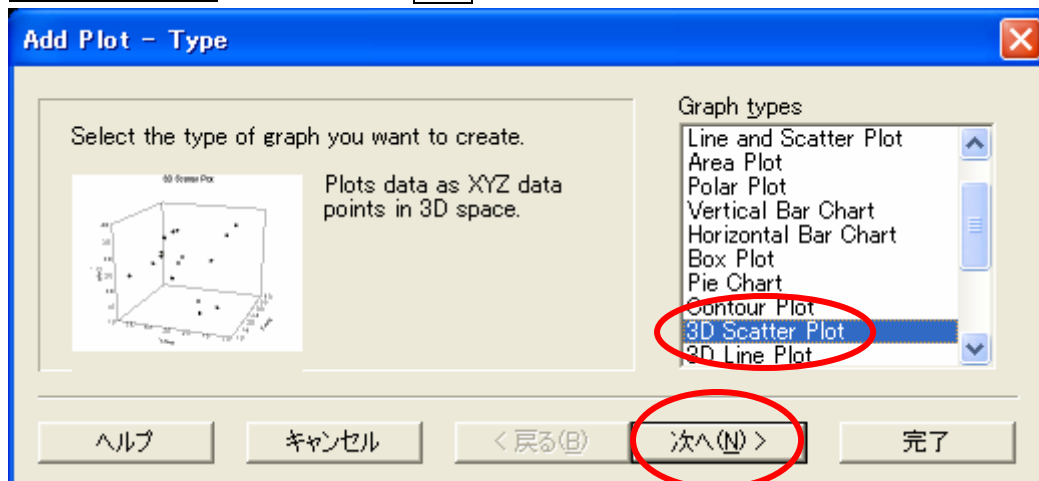 Add Plot - Type
Select the type of graph you want to create.
3D Scatter Plot
Plots data as XYZ data
points in 3D space.
Graph types
Line and Scatter Plot
Area Plot
Polar Plot
Vertical Bar Chart
Horizontal Bar Chart
Box Plot
Pie Chart
Contour Plot
3D Scatter Plot
3D Line Plot
ヘルプ
キャンセル
< 戻る(B)
次へ(N) >
完了